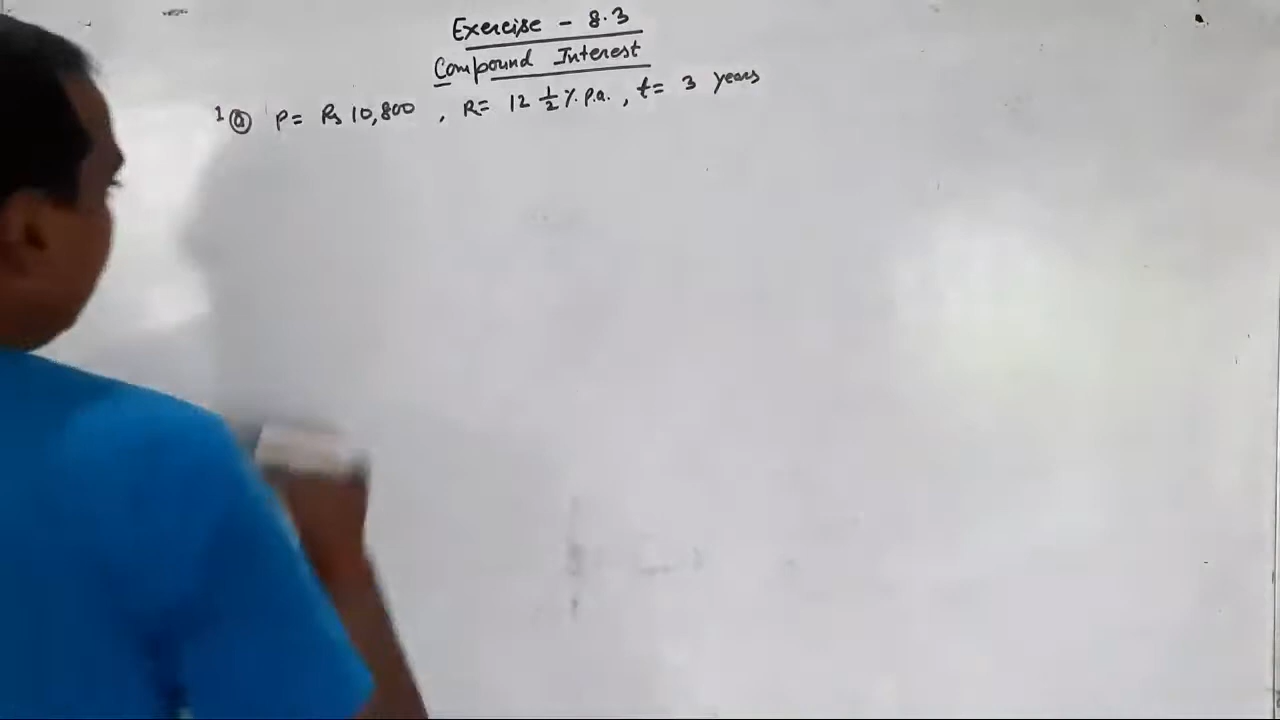 Exercise - 8.3
Compound Interest
1 ⓐ P = Rs 10,800 , R = 12 1/2 % p.a. , t = 3 years